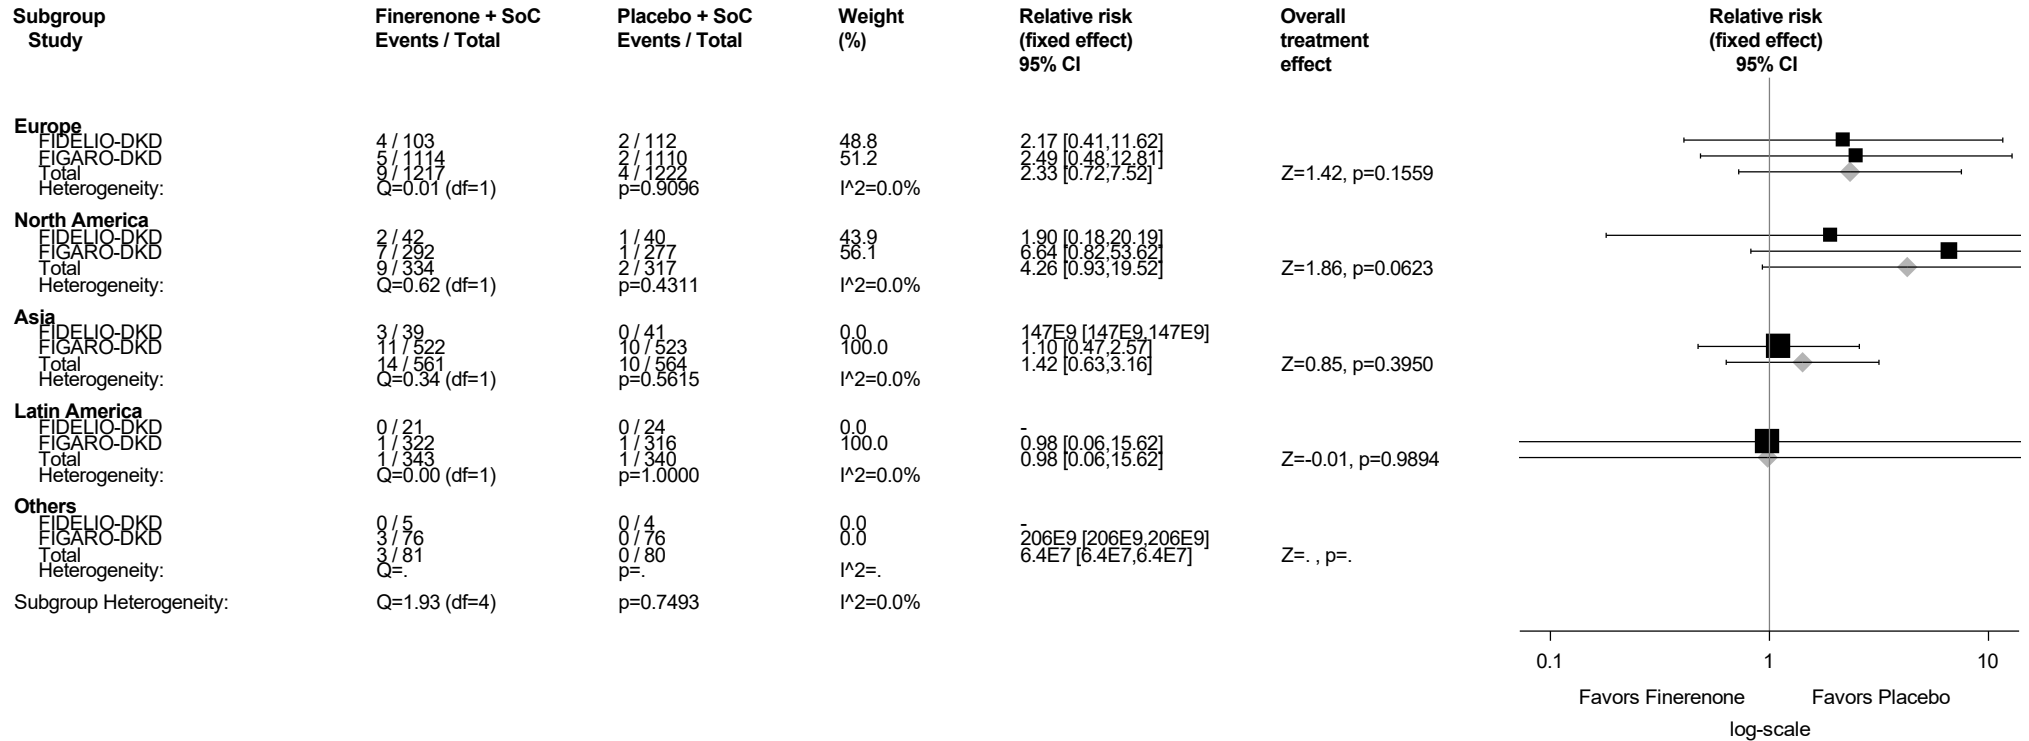 Subgroup Finerenone + SoC Placebo + SoC Weight Relative risk Overall Relative risk
Study Events / Total Events / Total (%) (fixed effect) treatment (fixed effect)
95% CI effect 95% CI
Europe
FIDELIO-DKD 4 / 103 2 / 112 48.8 2.17 [0.41,11.62]
FIGARO-DKD 5 / 1114 2 / 1110 51.2 2.49 [0.48,12.81]
Total 9 / 1217 4 / 1222 2.33 [0.72,7.52] Z=1.42, p=0.1559
Heterogeneity: Q=0.01 (df=1) p=0.9096 I^2=0.0%
North America
FIDELIO-DKD 2 / 42 1 / 40 43.9 1.90 [0.18,20.19]
FIGARO-DKD 7 / 292 1 / 277 56.1 6.64 [0.82,53.62]
Total 9 / 334 2 / 317 4.26 [0.93,19.52] Z=1.86, p=0.0623
Heterogeneity: Q=0.62 (df=1) p=0.4311 I^2=0.0%
Asia
FIDELIO-DKD 3 / 39 0 / 41 0.0 147E9 [147E9,147E9]
FIGARO-DKD 11 / 522 10 / 523 100.0 1.10 [0.47,2.57]
Total 14 / 561 10 / 564 1.42 [0.63,3.16] Z=0.85, p=0.3950
Heterogeneity: Q=0.34 (df=1) p=0.5615 I^2=0.0%
Latin America
FIDELIO-DKD 0 / 21 0 / 24 0.0 -
FIGARO-DKD 1 / 322 1 / 316 100.0 0.98 [0.06,15.62]
Total 1 / 343 1 / 340 0.98 [0.06,15.62] Z=-0.01, p=0.9894
Heterogeneity: Q=0.00 (df=1) p=1.0000 I^2=0.0%
Others
FIDELIO-DKD 0 / 5 0 / 4 0.0 -
FIGARO-DKD 3 / 76 0 / 76 0.0 206E9 [206E9,206E9]
Total 3 / 81 0 / 80 6.4E7 [6.4E7,6.4E7] Z=. , p=.
Heterogeneity: Q=. p=. I^2=.
Subgroup Heterogeneity: Q=1.93 (df=4) p=0.7493 I^2=0.0%
0.1 1 10
Favors Finerenone Favors Placebo
log-scale